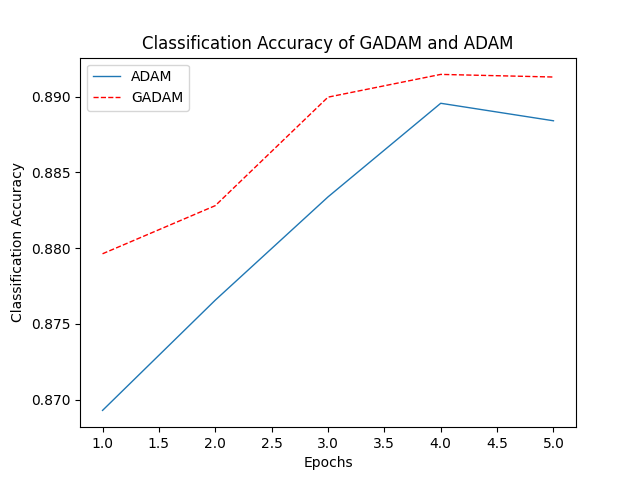 Classification Accuracy of GADAM and ADAM
ADAM
GADAM
Classification Accuracy
0.890
0.885
0.880
0.875
0.870
1.0 1.5 2.0 2.5 3.0 3.5 4.0 4.5 5.0
Epochs